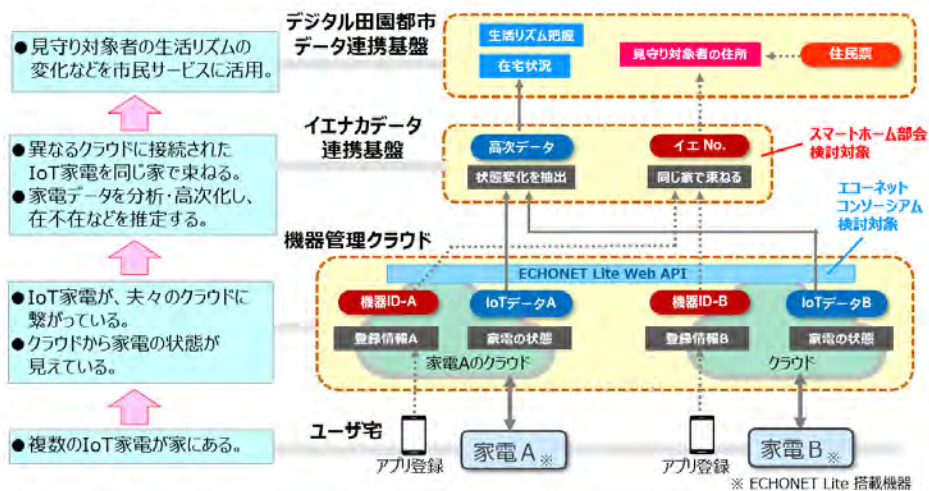 デジタル田園都市
データ連携基盤
● 見守り対象者の生活リズムの
変化などを市民サービスに活用。
生活リズム把握
在宅状況
見守り対象者の住所
住民票
イエナカデータ
連携基盤
● 異なるクラウドに接続された
IoT家電を同じ家で束ねる。
● 家電データを分析・高次化し、
在不在などを推定する。
高次データ
状態変化を抽出
イエ No.
同じ家で束ねる
スマートホーム部会
検討対象
エコーネット
コンソーシアム
検討対象
機器管理クラウド
● IoT家電が、夫々のクラウドに
繋がっている。
● クラウドから家電の状態が
見えている。
ECHONET Lite Web API
機器ID-A
IoTデータA
登録情報A
家電の状態
家電Aのクラウド
機器ID-B
IoTデータB
登録情報B
家電の状態
クラウド
● 複数のIoT家電が家にある。
ユーザ宅
アプリ登録
家電A※
アプリ登録
家電B※
※ ECHONET Lite 搭載機器